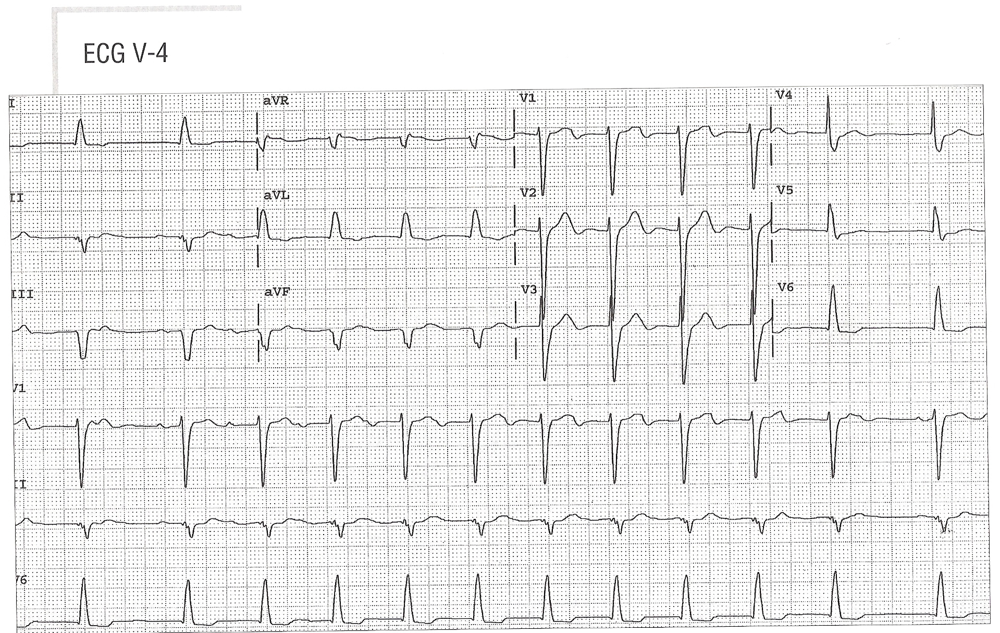 ECG V-4
I aVR V1 V4
II aVL V2 V5
III aVF V3 V6
V1
II
V6